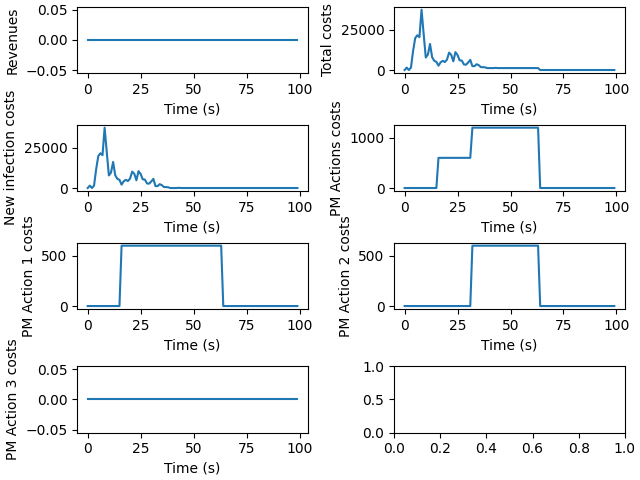 Revenues
0.05
0.00
−0.05
0 25 50 75 100
Time (s)
Total costs
25000
0
0 25 50 75 100
Time (s)
New infection costs
25000
0
0 25 50 75 100
Time (s)
PM Actions costs
1000
0
0 25 50 75 100
Time (s)
PM Action 1 costs
500
0
0 25 50 75 100
Time (s)
PM Action 2 costs
500
0
0 25 50 75 100
Time (s)
PM Action 3 costs
0.05
0.00
−0.05
0 25 50 75 100
Time (s)
1.0
0.5
0.0
0.0 0.2 0.4 0.6 0.8 1.0